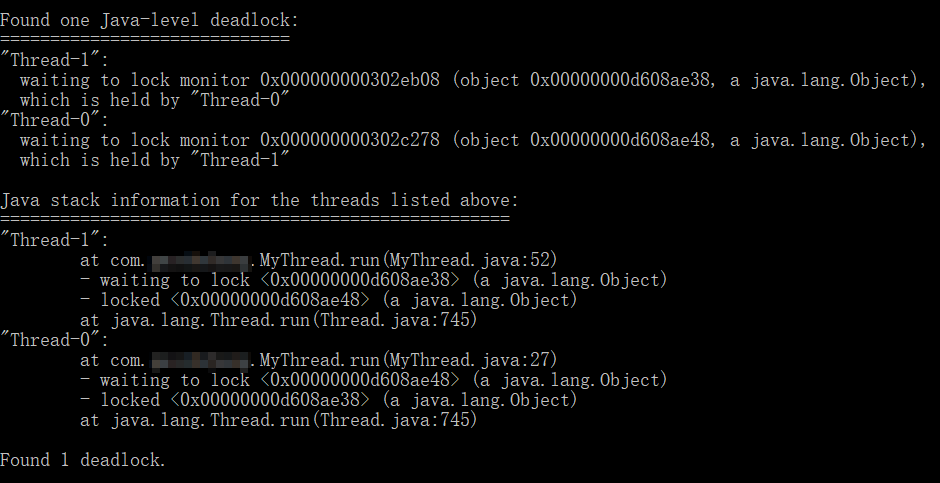 Found one Java-level deadlock:
=============================
"Thread-1":
  waiting to lock monitor 0x000000000302eb08 (object 0x00000000d608ae38, a java.lang.Object),
  which is held by "Thread-0"
"Thread-0":
  waiting to lock monitor 0x000000000302c278 (object 0x00000000d608ae48, a java.lang.Object),
  which is held by "Thread-1"
Java stack information for the threads listed above:
===================================================
"Thread-1":
        at com. .MyThread.run(MyThread.java:52)
        - waiting to lock <0x00000000d608ae38> (a java.lang.Object)
        - locked <0x00000000d608ae48> (a java.lang.Object)
        at java.lang.Thread.run(Thread.java:745)
"Thread-0":
        at com. .MyThread.run(MyThread.java:27)
        - waiting to lock <0x00000000d608ae48> (a java.lang.Object)
        - locked <0x00000000d608ae38> (a java.lang.Object)
        at java.lang.Thread.run(Thread.java:745)
Found 1 deadlock.